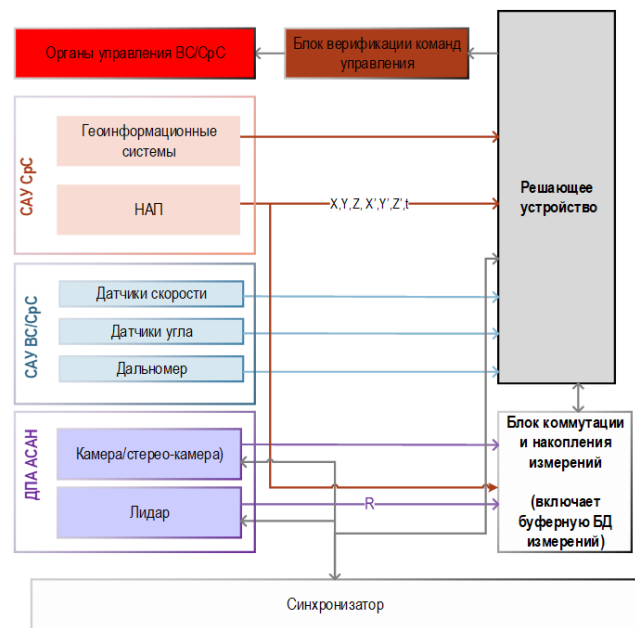 Органы управления ВС/СрС
Блок верификации команд
управления
САУ СрС
Геоинформационные
системы
НАП
X,Y,Z, X',Y',Z',t
Решающее
устройство
САУ ВС/СрС
Датчики скорости
Датчики угла
Дальномер
ДПА АСАН
Камера/стерео-камера)
Лидар
R
Блок коммутации
и накопления
измерений
(включает
буферную БД
измерений)
Синхронизатор